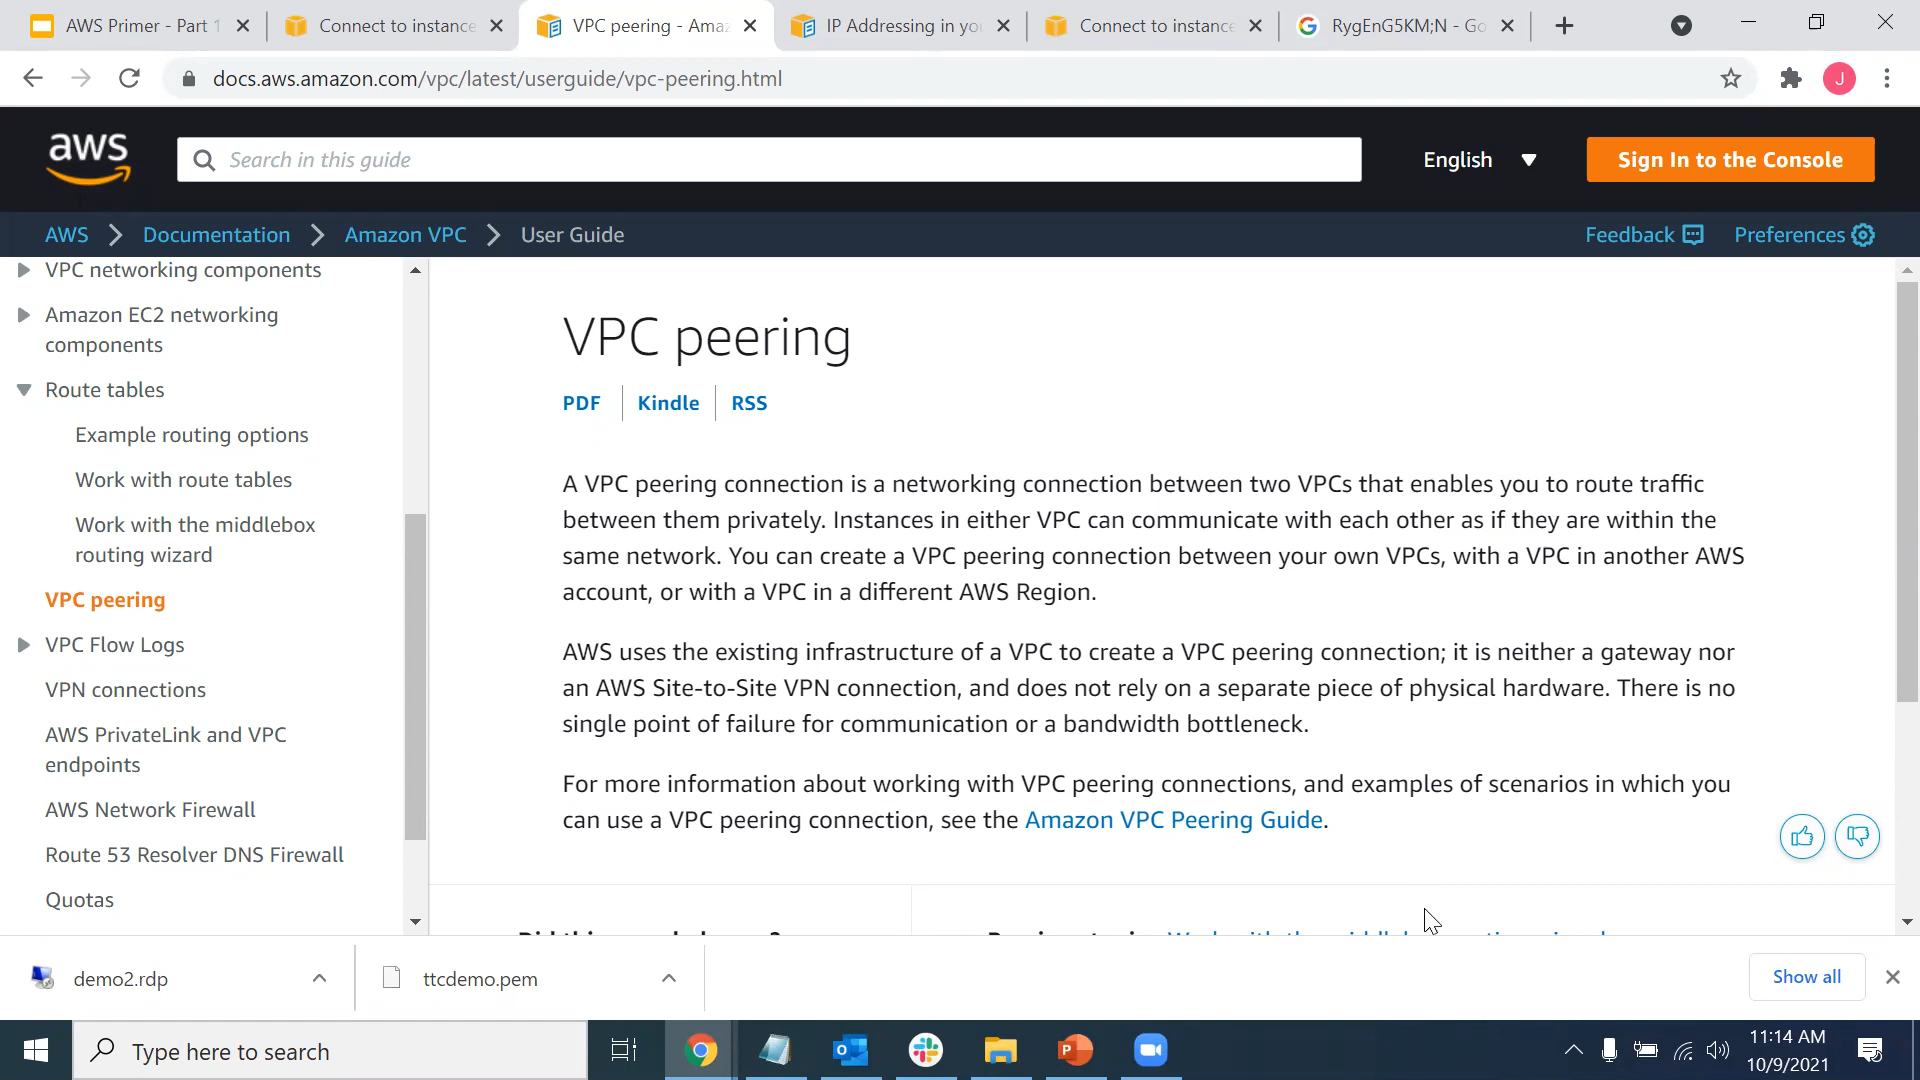 AWS Primer - Part 1
Connect to instance
VPC peering - Amaz
IP Addressing in you
Connect to instance
RygEnG5KM;N - Go
docs.aws.amazon.com/vpc/latest/userguide/vpc-peering.html
J
aws
Search in this guide
English
Sign In to the Console
AWS
Documentation
Amazon VPC
User Guide
Feedback
Preferences
VPC networking components
Amazon EC2 networking
components
Route tables
Example routing options
Work with route tables
Work with the middlebox
routing wizard
VPC peering
VPC Flow Logs
VPN connections
AWS PrivateLink and VPC
endpoints
AWS Network Firewall
Route 53 Resolver DNS Firewall
Quotas
VPC peering
PDF
Kindle
RSS
A VPC peering connection is a networking connection between two VPCs that enables you to route traffic
between them privately. Instances in either VPC can communicate with each other as if they are within the
same network. You can create a VPC peering connection between your own VPCs, with a VPC in another AWS
account, or with a VPC in a different AWS Region.
AWS uses the existing infrastructure of a VPC to create a VPC peering connection; it is neither a gateway nor
an AWS Site-to-Site VPN connection, and does not rely on a separate piece of physical hardware. There is no
single point of failure for communication or a bandwidth bottleneck.
For more information about working with VPC peering connections, and examples of scenarios in which you
can use a VPC peering connection, see the Amazon VPC Peering Guide.
demo2.rdp
ttcdemo.pem
Show all
Type here to search
11:14 AM
10/9/2021